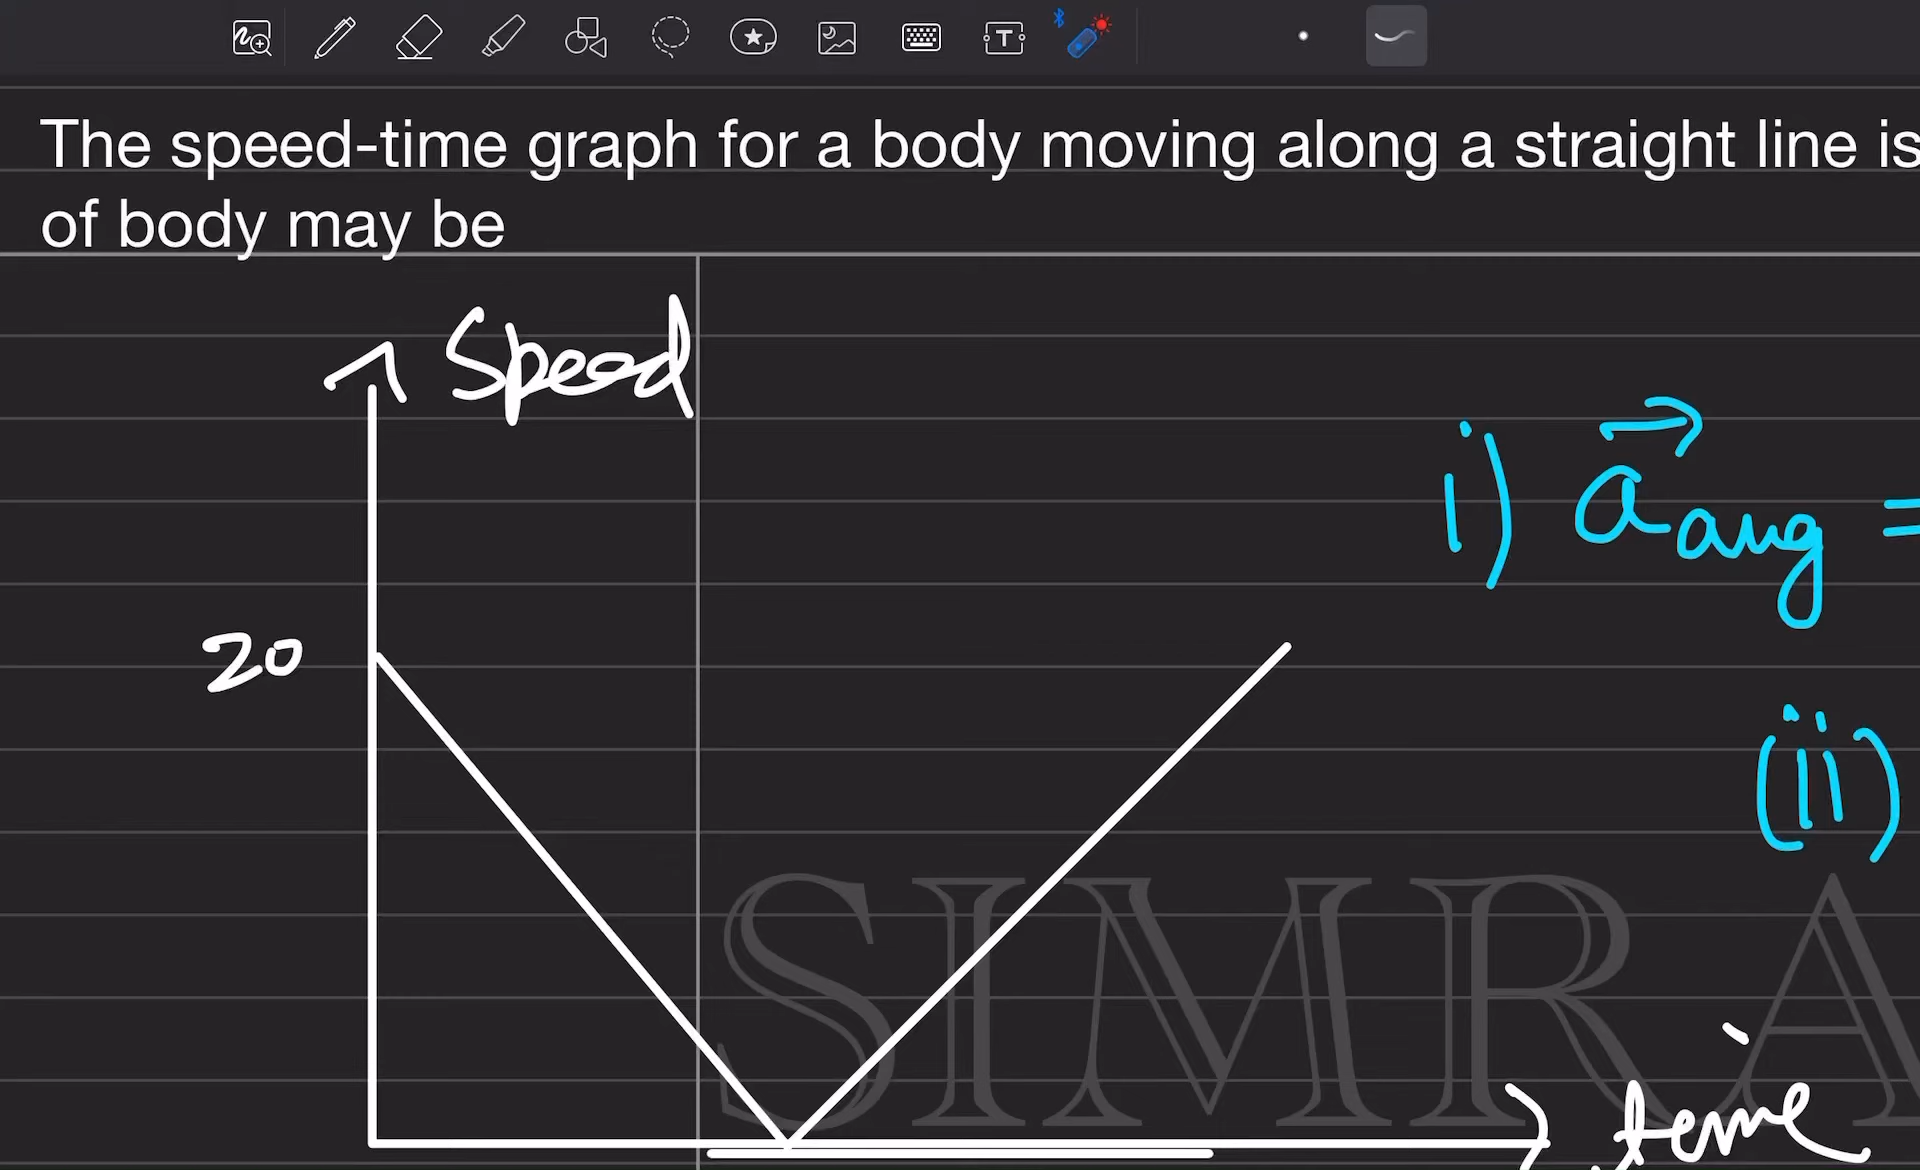 The speed-time graph for a body moving along a straight line is
of body may be
Speed
i) a avg =
20
(ii)
SIMRA
time